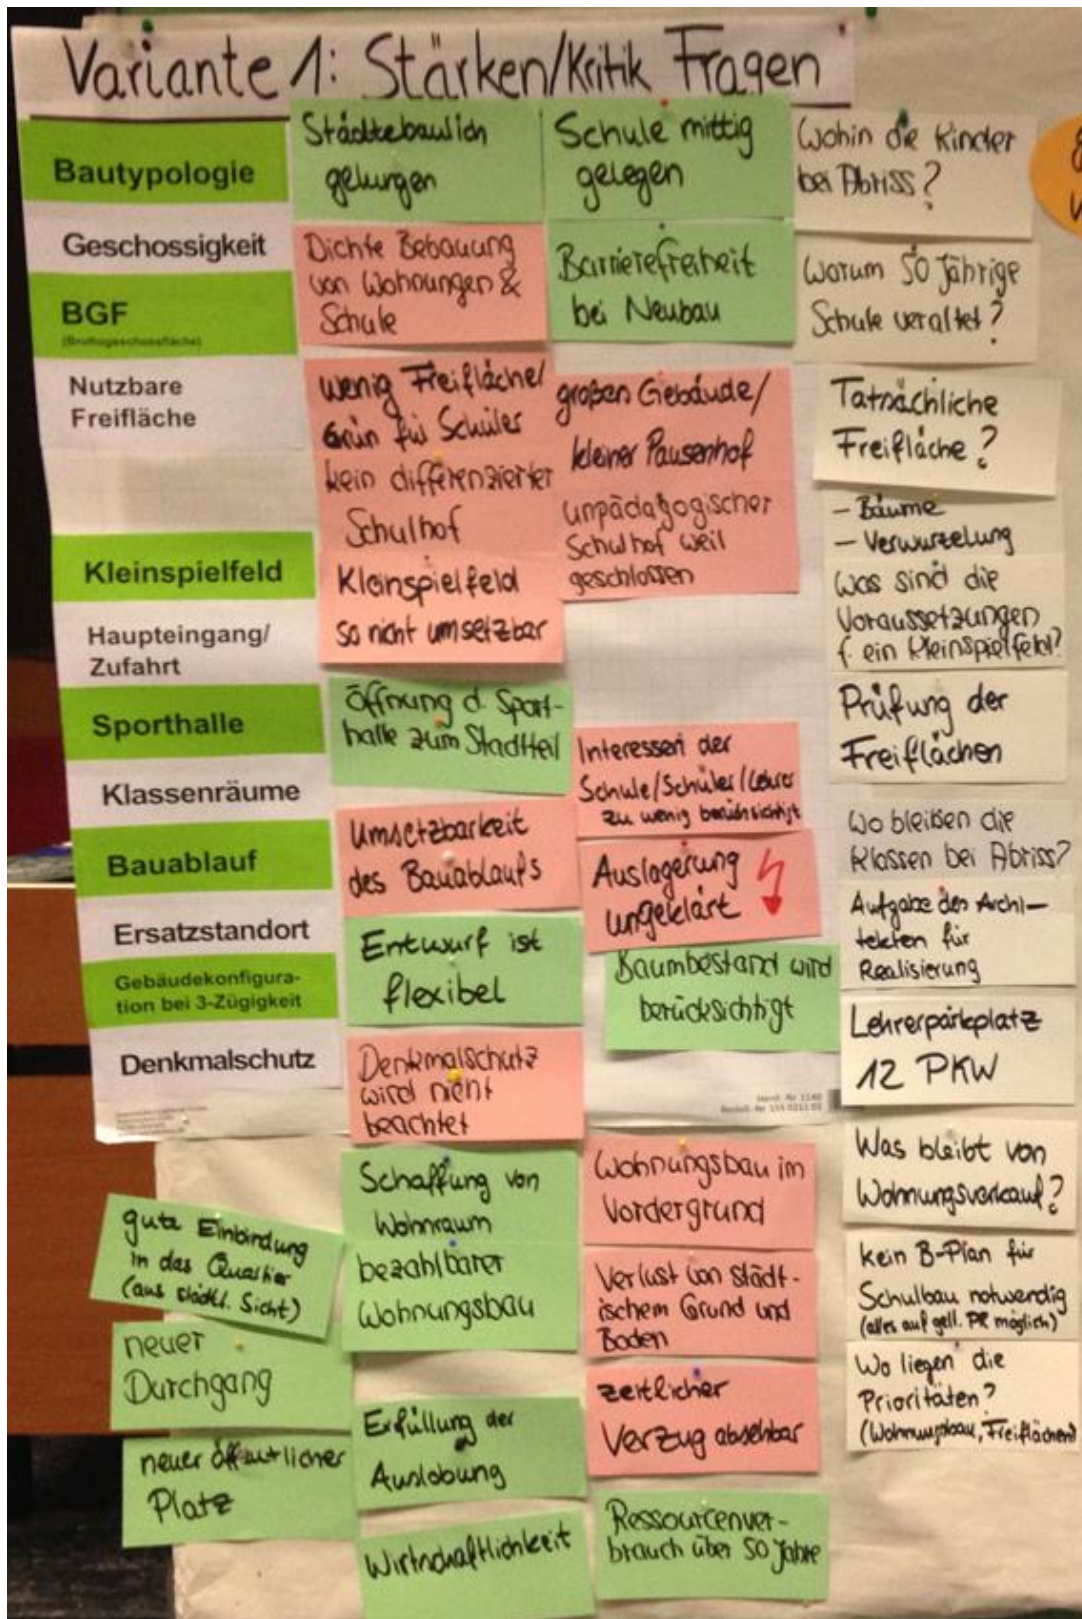 Variante 1: Stärken/Kritik Fragen
Bautypologie
Geschossigkeit
BGF
(Bruttogeschossfläche)
Nutzbare
Freifläche
Kleinspielfeld
Haupteingang/
Zufahrt
Sporthalle
Klassenräume
Bauablauf
Ersatzstandort
Gebäudekonfigura-
tion bei 3-Zügigkeit
Denkmalschutz
gute Einbindung
in das Quartier
(aus städtl. Sicht)
neuer
Durchgang
neuer öffentlicher
Platz
Städtebaulich
gelungen
Dichte Bebauung
von Wohnungen &
Schule
wenig Freifläche/
Grün für Schüler
kein differenzierter
Schulhof
Kleinspielfeld
so nicht umsetzbar
Öffnung d. Sport-
halle zum Stadtteil
Umsetzbarkeit
des Bauablaufs
Entwurf ist
flexibel
Denkmalschutz
wird nicht
beachtet
Schaffung von
Wohnraum
bezahlbarer
Wohnungsbau
Erfüllung der
Auslobung
Wirtschaftlichkeit
Schule mittig
gelegen
Barrierefreiheit
bei Neubau
großen Gebäude/
kleiner Pausenhof
unpädagogischer
Schulhof weil
geschlossen
Interessen der
Schule/Schüler/Lehrer
zu wenig berücksichtigt
Auslagerung
ungeklärt
Baumbestand wird
berücksichtigt
Wohnungsbau im
Vordergrund
Verlust von städt-
ischem Grund und
Boden
zeitlicher
Verzug absehbar
Ressourcenver-
brauch über 50 Jahre
Wohin die Kinder
bei Abriss?
Warum 50 Jährige
Schule veraltet?
Tatsächliche
Freifläche?
- Bäume
- Verwurzelung
Was sind die
Voraussetzungen
f. ein Kleinspielfeld?
Prüfung der
Freiflächen
Wo bleiben die
Klassen bei Abriss?
Aufgabe des Archi-
tekten für
Realisierung
Lehrerparkplatz
12 PKW
Was bleibt von
Wohnungsverkauf?
kein B-Plan für
Schulbau notwendig
(alles auf gell. PR möglich)
Wo liegen die
Prioritäten?
(Wohnungsbau, Freiflächen)